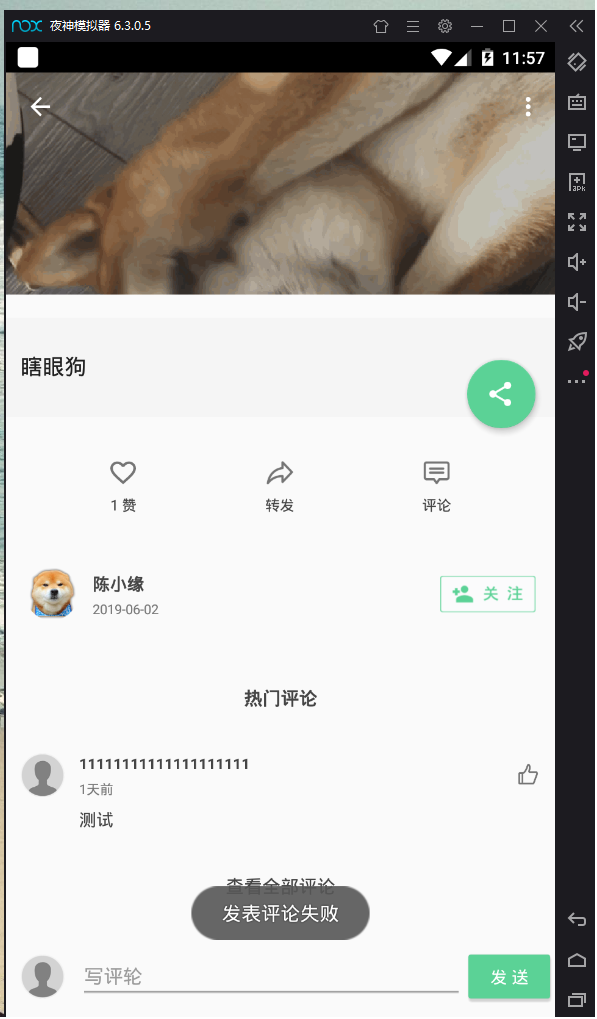 nox 夜神模拟器 6.3.0.5
11:57
瞎眼狗
1 赞
转发
评论
陈小缘
2019-06-02
关 注
热门评论
11111111111111111111
1天前
测试
查看全部评论
发表评论失败
写评轮
发 送